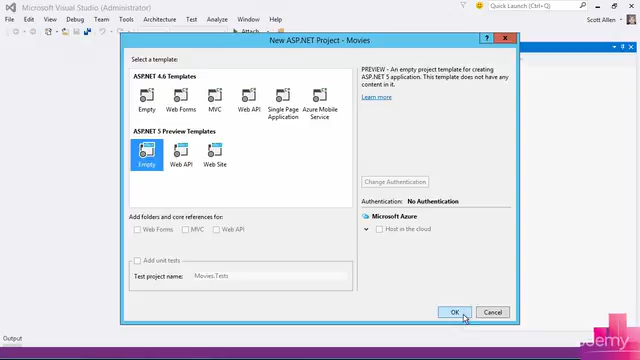 Microsoft Visual Studio (Administrator)
Quick Launch (Ctrl+Q)
File Edit View Debug Team Tools Architecture Test Analyze Window Help
Scott Allen
Attach...
New ASP.NET Project - Movies
Select a template:
ASP.NET 4.6 Templates
Empty
Web Forms
MVC
Web API
Single Page Application
Azure Mobile Service
ASP.NET 5 Preview Templates
Empty
Web API
Web Site
PREVIEW - An empty project template for creating
ASP.NET 5 application. This template does not have
any content in it.
Learn more
Change Authentication
Authentication: No Authentication
Microsoft Azure
Host in the cloud
Add folders and core references for:
Web Forms MVC Web API
Add unit tests
Test project name: Movies.Tests
OK Cancel
Output